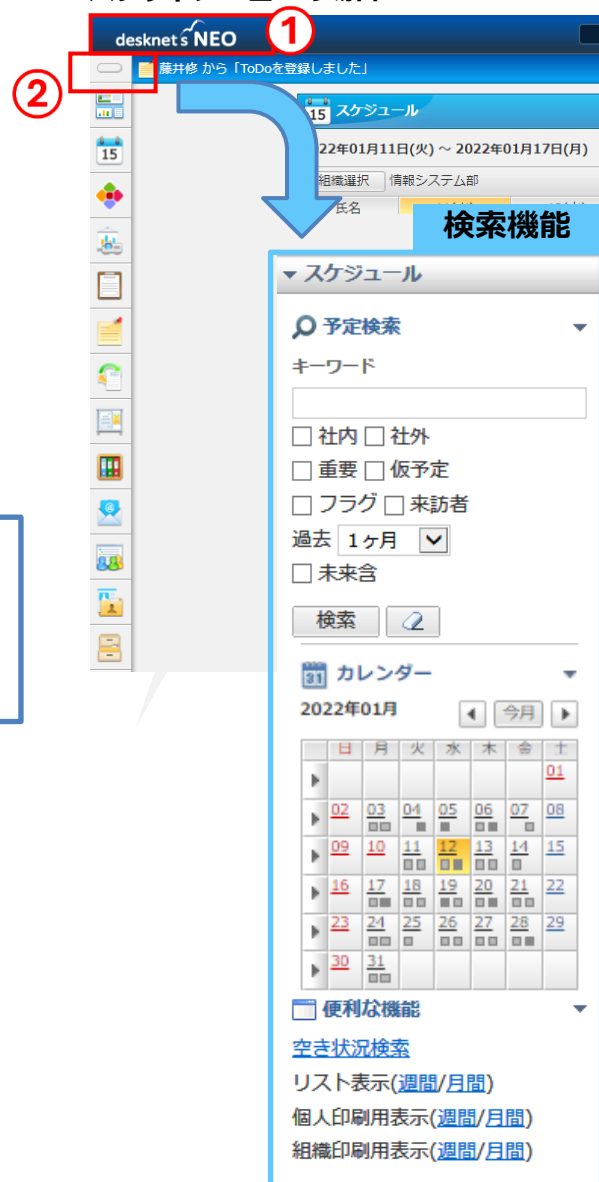 desknet's NEO
①
②
藤井修 から「ToDoを登録しました」
15 スケジュール
22年01月11日(火) ～ 2022年01月17日(月)
組織選択 情報システム部
氏名
15
検索機能
スケジュール
予定検索
キーワード
社内 社外
重要 仮予定
フラグ 来訪者
過去 1ヶ月
未来含
検索
31 カレンダー
2022年01月 今月
日 月 火 水 木 金 土
01
02 03 04 05 06 07 08
09 10 11 12 13 14 15
16 17 18 19 20 21 22
23 24 25 26 27 28 29
30 31
便利な機能
空き状況検索
リスト表示(週間/月間)
個人印刷用表示(週間/月間)
組織印刷用表示(週間/月間)